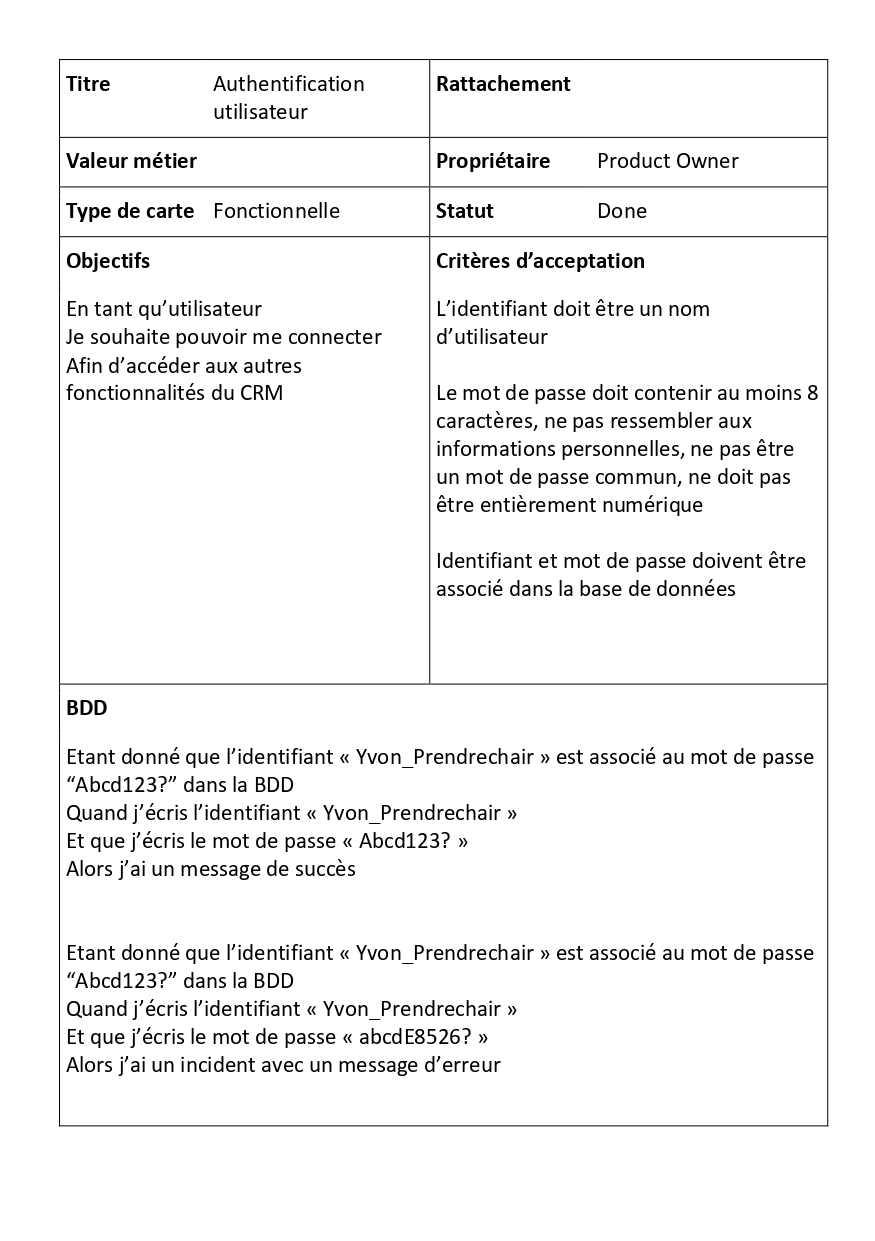 Titre Authentification
utilisateur
Rattachement
Valeur métier
Propriétaire Product Owner
Type de carte Fonctionnelle
Statut Done
Objectifs
En tant qu’utilisateur
Je souhaite pouvoir me connecter
Afin d’accéder aux autres
fonctionnalités du CRM
Critères d’acceptation
L’identifiant doit être un nom
d’utilisateur
Le mot de passe doit contenir au moins 8
caractères, ne pas ressembler aux
informations personnelles, ne pas être
un mot de passe commun, ne doit pas
être entièrement numérique
Identifiant et mot de passe doivent être
associé dans la base de données
BDD
Etant donné que l’identifiant « Yvon_Prendrechair » est associé au mot de passe
“Abcd123?” dans la BDD
Quand j’écris l’identifiant « Yvon_Prendrechair »
Et que j’écris le mot de passe « Abcd123? »
Alors j’ai un message de succès
Etant donné que l’identifiant « Yvon_Prendrechair » est associé au mot de passe
“Abcd123?” dans la BDD
Quand j’écris l’identifiant « Yvon_Prendrechair »
Et que j’écris le mot de passe « abcdE8526? »
Alors j’ai un incident avec un message d’erreur